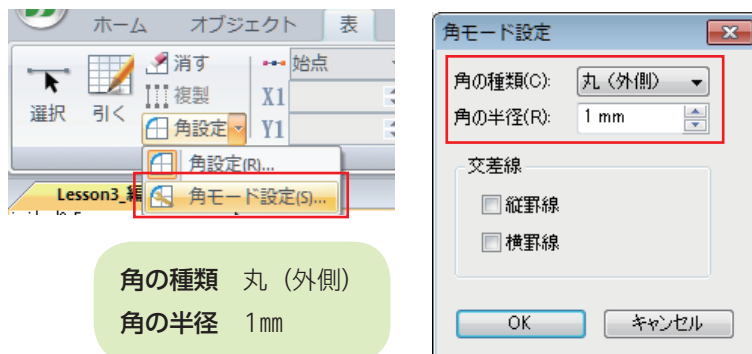 ホーム オブジェクト 表
選択 引く 消す 始点
複製 X1
角設定 Y1
角設定(R)...
角モード設定(S)...
Lesson3_
角の種類 丸（外側）
角の半径 1㎜
角モード設定
角の種類(C): 丸（外側）
角の半径(R): 1 mm
交差線
縦罫線
横罫線
OK キャンセル